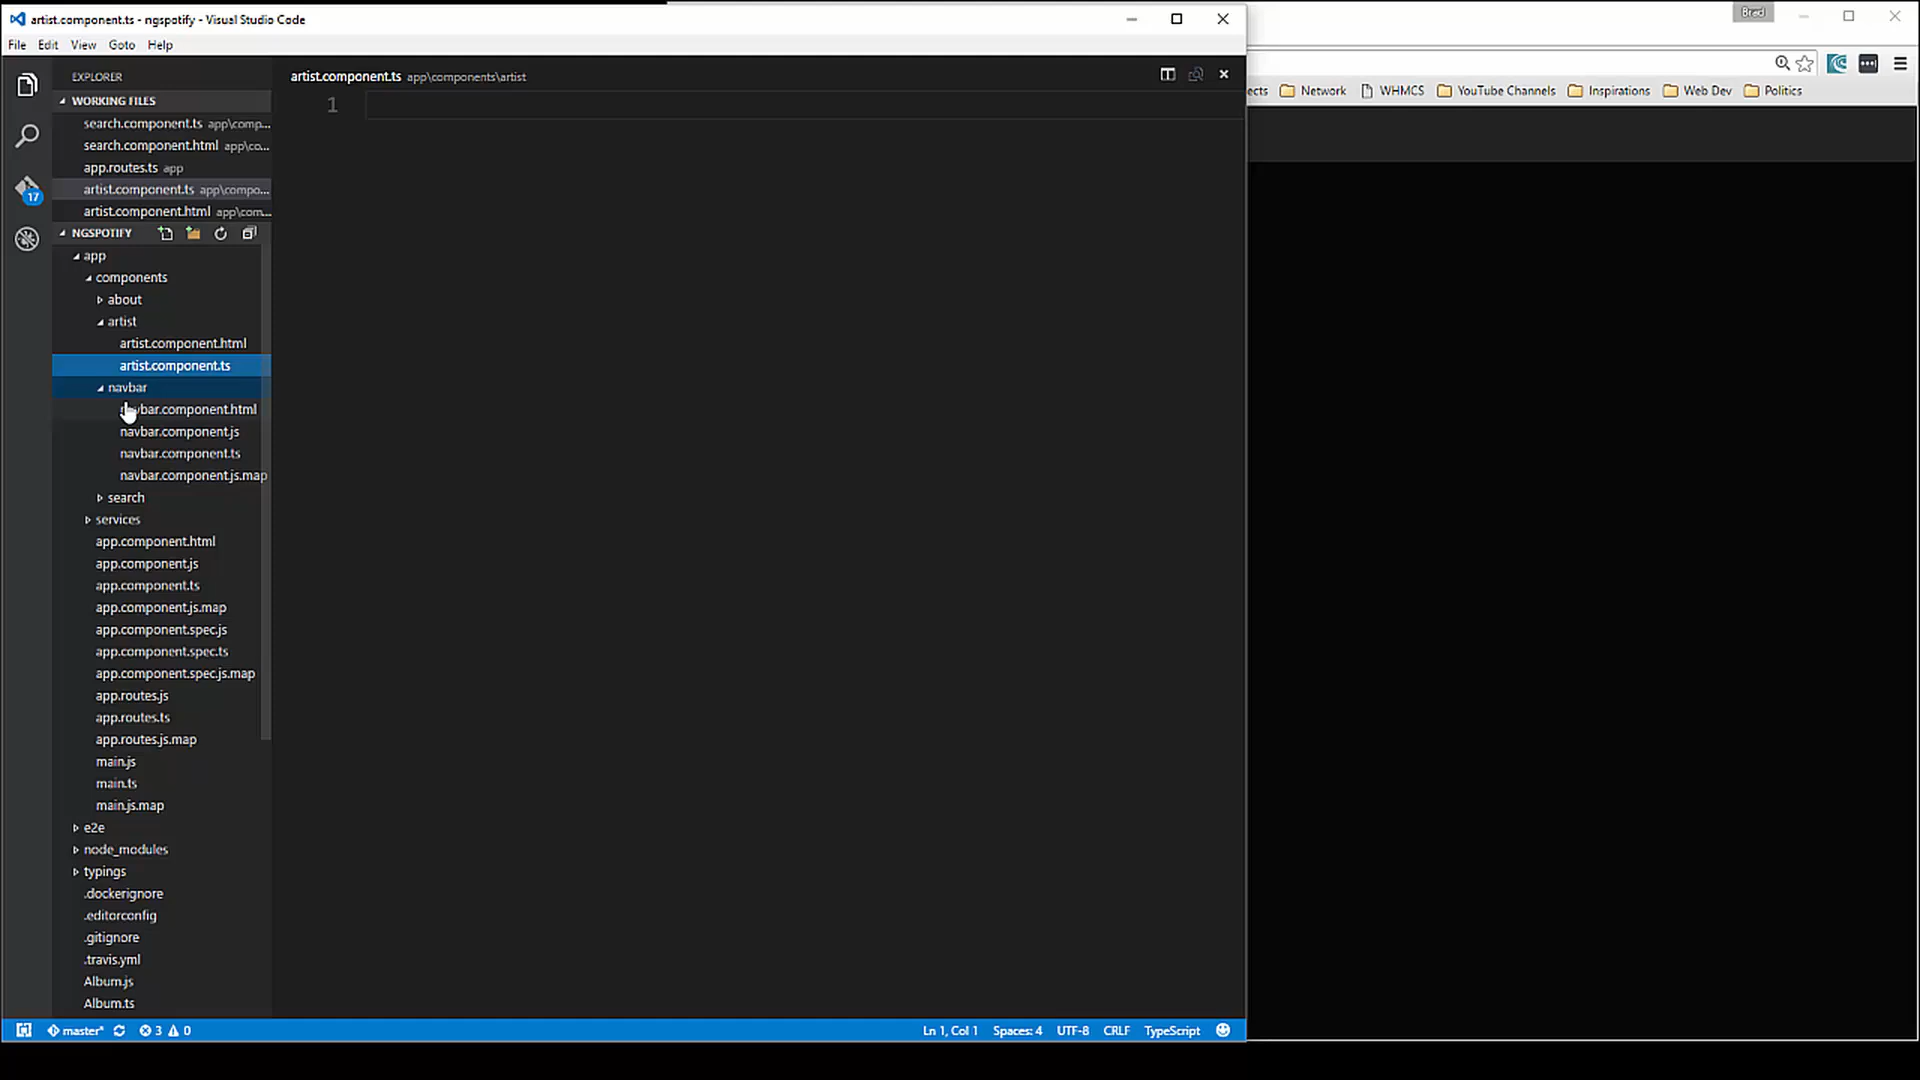 artist.component.ts - ngspotify - Visual Studio Code
Brad
File Edit View Goto Help
EXPLORER
artist.component.ts app\components\artist
ects Network WHMCS YouTube Channels Inspirations Web Dev Politics
WORKING FILES
1
search.component.ts app\comp...
search.component.html app\co...
app.routes.ts app
artist.component.ts app\compo...
17
artist.component.html app\com...
NGSPOTIFY
app
components
about
artist
artist.component.html
artist.component.ts
navbar
vbar.component.html
navbar.component.js
navbar.component.ts
navbar.component.js.map
search
services
app.component.html
app.component.js
app.component.ts
app.component.js.map
app.component.spec.js
app.component.spec.ts
app.component.spec.js.map
app.routes.js
app.routes.ts
app.routes.js.map
main.js
main.ts
main.js.map
e2e
node_modules
typings
.dockerignore
.editorconfig
.gitignore
.travis.yml
Album.js
Album.ts
master* 3 0 Ln 1, Col 1 Spaces: 4 UTF-8 CRLF TypeScript